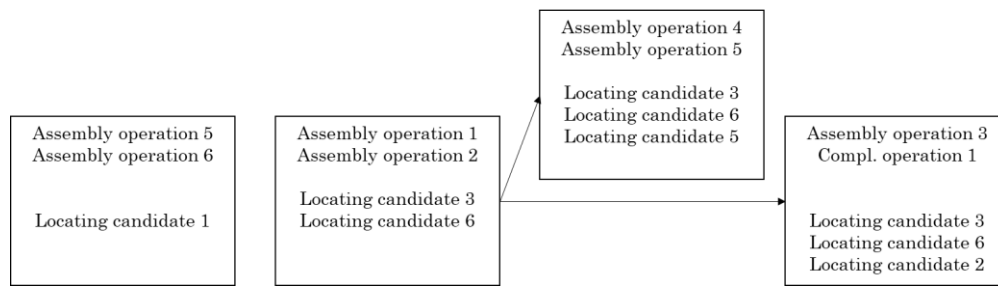 Assembly operation 5
Assembly operation 6
Locating candidate 1
Assembly operation 1
Assembly operation 2
Locating candidate 3
Locating candidate 6
Assembly operation 4
Assembly operation 5
Locating candidate 3
Locating candidate 6
Locating candidate 5
Assembly operation 3
Compl. operation 1
Locating candidate 3
Locating candidate 6
Locating candidate 2